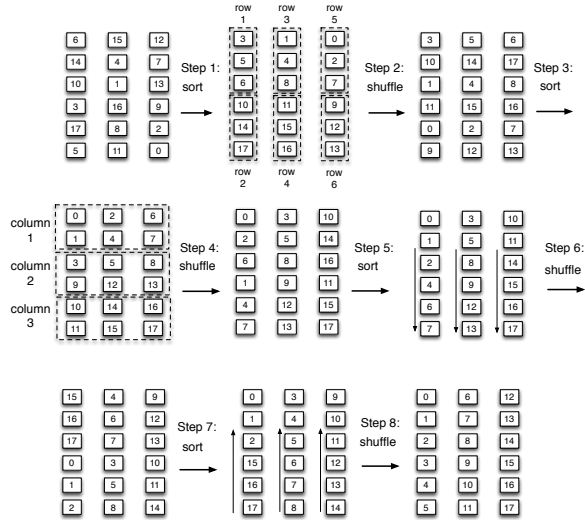 row 1 row 3 row 5
6 15 12
14 4 7
10 1 13
3 16 9
17 8 2
5 11 0
Step 1: sort
3 1 0
5 4 2
6 8 7
10 11 9
14 15 12
17 16 13
row 2 row 4 row 6
Step 2: shuffle
3 5 6
10 14 17
1 4 8
11 15 16
0 2 7
9 12 13
Step 3: sort
column 1
column 2
column 3
0 2 6
1 4 7
3 5 8
9 12 13
10 14 16
11 15 17
Step 4: shuffle
0 3 10
2 5 14
6 8 16
1 9 11
4 12 15
7 13 17
Step 5: sort
0 3 10
1 5 11
2 8 14
4 9 15
6 12 16
7 13 17
Step 6: shuffle
15 4 9
16 6 12
17 7 13
0 3 10
1 5 11
2 8 14
Step 7: sort
0 3 9
1 4 10
2 5 11
15 6 12
16 7 13
17 8 14
Step 8: shuffle
0 6 12
1 7 13
2 8 14
3 9 15
4 10 16
5 11 17